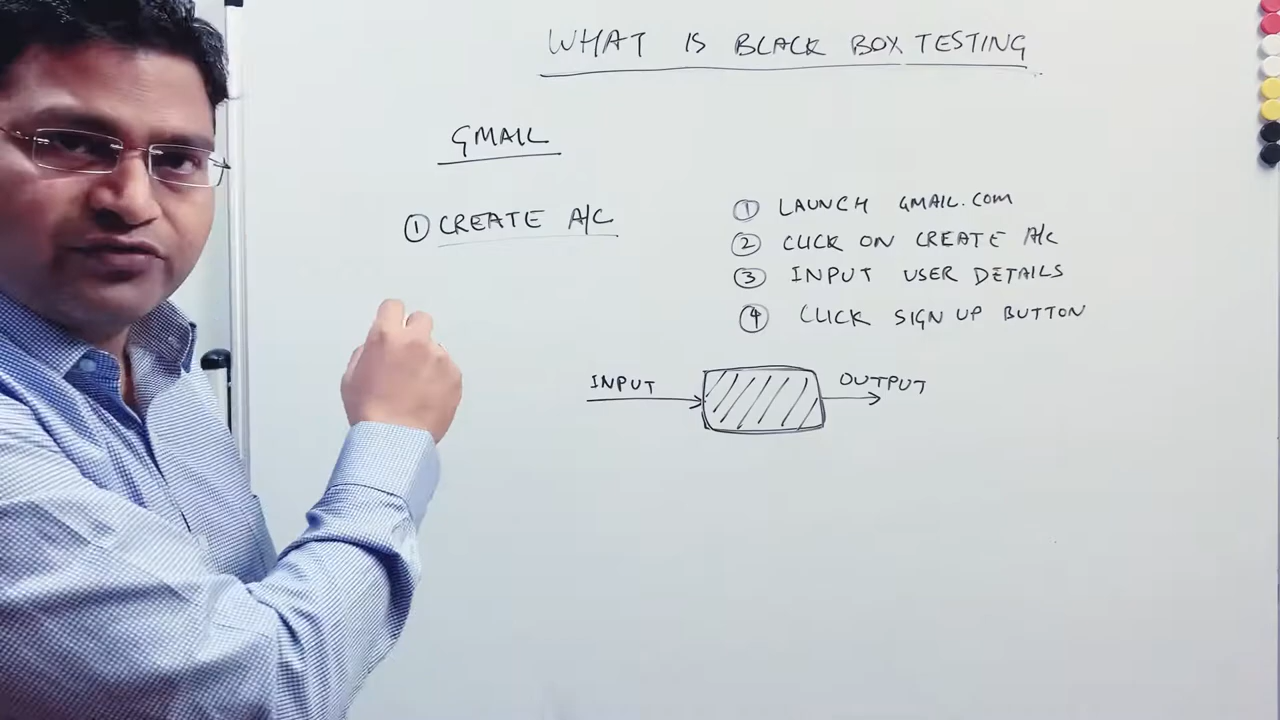 WHAT IS BLACK BOX TESTING
GMAIL
① CREATE A/C
① LAUNCH GMAIL.COM
② CLICK ON CREATE A/C
③ INPUT USER DETAILS
④ CLICK SIGN UP BUTTON
INPUT
OUTPUT